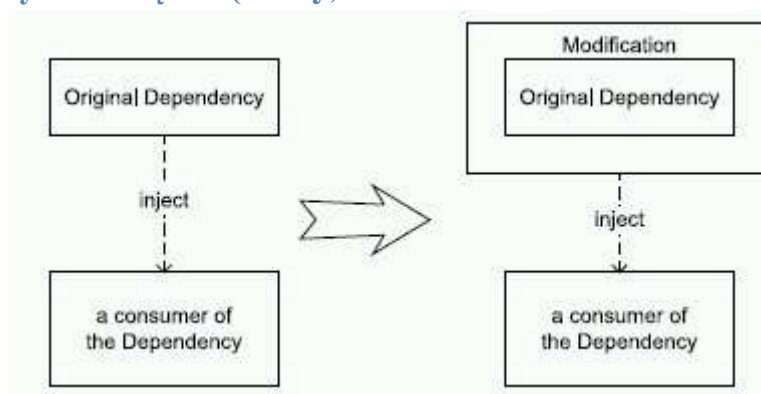 Original Dependency
inject
a consumer of
the Dependency
Modification
Original Dependency
inject
a consumer of
the Dependency